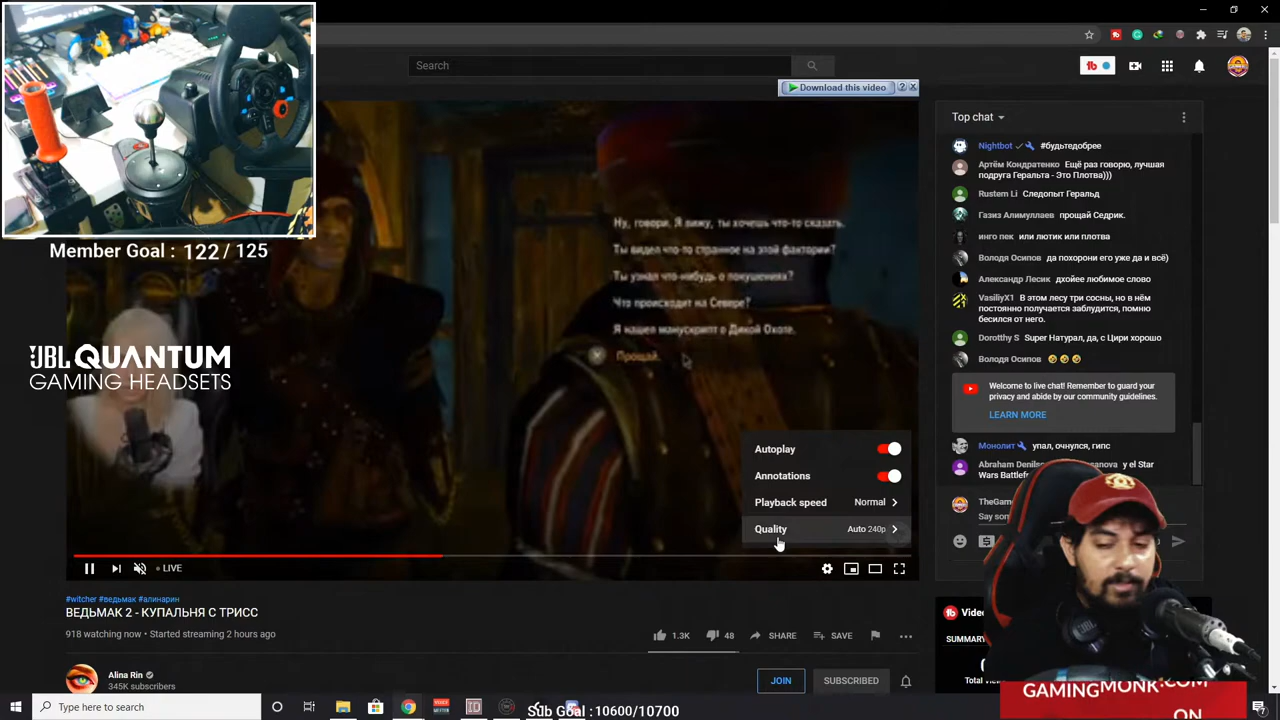 Search
Download this video ?
Member Goal : 122 / 125
JBL QUANTUM
GAMING HEADSETS
Ну, говори. Я вижу, ты хочешь что-то сказать.
Ты видел что-то странное на этой фактории?
Ты узнал что-нибудь о покушениях?
Что происходит на Севере?
Я нашел манускрипт о Дикой Охоте.
Прощай.
Autoplay
Annotations
Playback speed Normal
Quality Auto 240p
LIVE
#witcher #ведьмак #алинарин
ВЕДЬМАК 2 - КУПАЛЬНЯ С ТРИСС
918 watching now • Started streaming 2 hours ago
1.3K 48 SHARE SAVE
Alina Rin
345K subscribers
JOIN SUBSCRIBED
Top chat
Nightbot #будьтедобрее
Артём Кондратенко Ещё раз говорю, лучшая
подруга Геральта - Это Плотва)))
Rustem Li Следопыт Геральд
Газиз Алимуллаев прощай Седрик.
инго пек или лютик или плотва
Володя Осипов да похорони его уже да и всё)
Александр Лесик дхойее любимое слово
VasiliyX1 В этом лесу три сосны, но в нём
постоянно получается заблудится, помню
бесился от него.
Dorotthy S Super Натурал, да, с Цири хорошо
Володя Осипов
Welcome to live chat! Remember to guard your
privacy and abide by our community guidelines.
LEARN MORE
Монолит упал, очнулся, гипс
Abraham y el Star
Wars
TheGam
Say som
Video
SUMMARY
Total
GAMINGMONK.COM
ON
Type here to search
Sub Goal :10600/10700